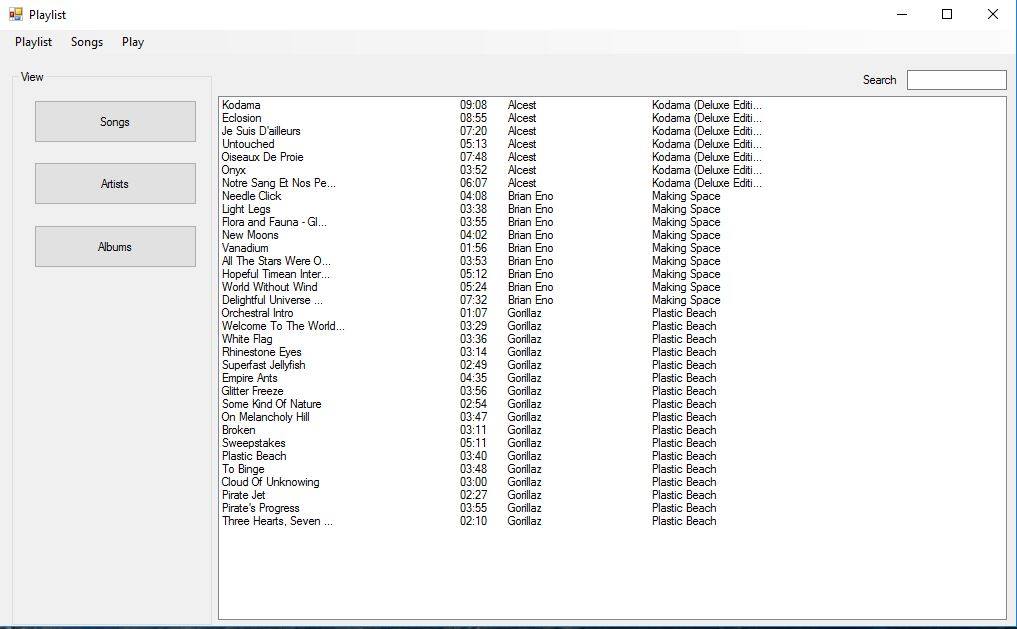 Playlist
Playlist Songs Play
View
Search
Songs
Artists
Albums
Kodama 09:08 Alcest Kodama (Deluxe Editi...
Eclosion 08:55 Alcest Kodama (Deluxe Editi...
Je Suis D'ailleurs 07:20 Alcest Kodama (Deluxe Editi...
Untouched 05:13 Alcest Kodama (Deluxe Editi...
Oiseaux De Proie 07:48 Alcest Kodama (Deluxe Editi...
Onyx 03:52 Alcest Kodama (Deluxe Editi...
Notre Sang Et Nos Pe... 06:07 Alcest Kodama (Deluxe Editi...
Needle Click 04:08 Brian Eno Making Space
Light Legs 03:38 Brian Eno Making Space
Flora and Fauna - Gl... 03:55 Brian Eno Making Space
New Moons 04:02 Brian Eno Making Space
Vanadium 01:56 Brian Eno Making Space
All The Stars Were O... 03:53 Brian Eno Making Space
Hopeful Timean Inter... 05:12 Brian Eno Making Space
World Without Wind 05:24 Brian Eno Making Space
Delightful Universe ... 07:32 Brian Eno Making Space
Orchestral Intro 01:07 Gorillaz Plastic Beach
Welcome To The World... 03:29 Gorillaz Plastic Beach
White Flag 03:36 Gorillaz Plastic Beach
Rhinestone Eyes 03:14 Gorillaz Plastic Beach
Superfast Jellyfish 02:49 Gorillaz Plastic Beach
Empire Ants 04:35 Gorillaz Plastic Beach
Glitter Freeze 03:56 Gorillaz Plastic Beach
Some Kind Of Nature 02:54 Gorillaz Plastic Beach
On Melancholy Hill 03:47 Gorillaz Plastic Beach
Broken 03:11 Gorillaz Plastic Beach
Sweepstakes 05:11 Gorillaz Plastic Beach
Plastic Beach 03:40 Gorillaz Plastic Beach
To Binge 03:48 Gorillaz Plastic Beach
Cloud Of Unknowing 03:00 Gorillaz Plastic Beach
Pirate Jet 02:27 Gorillaz Plastic Beach
Pirate's Progress 03:55 Gorillaz Plastic Beach
Three Hearts, Seven ... 02:10 Gorillaz Plastic Beach